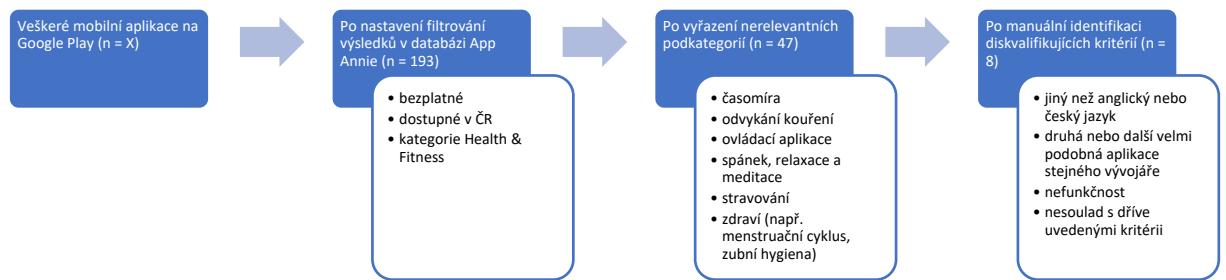 Veškeré mobilní aplikace na
Google Play (n = X)
Po nastavení filtrování
výsledků v databázi App
Annie (n = 193)
• bezplatné
• dostupné v ČR
• kategorie Health &
Fitness
Po vyřazení nerelevantních
podkategorií (n = 47)
• časomíra
• odvykání kouření
• ovládací aplikace
• spánek, relaxace a
meditace
• stravování
• zdraví (např.
menstruační cyklus,
zubní hygiena)
Po manuální identifikaci
diskvalifikujících kritérií (n =
8)
• jiný než anglický nebo
český jazyk
• druhá nebo další velmi
podobná aplikace
stejného vývojáře
• nefunkčnost
• nesoulad s dříve
uvedenými kritérii